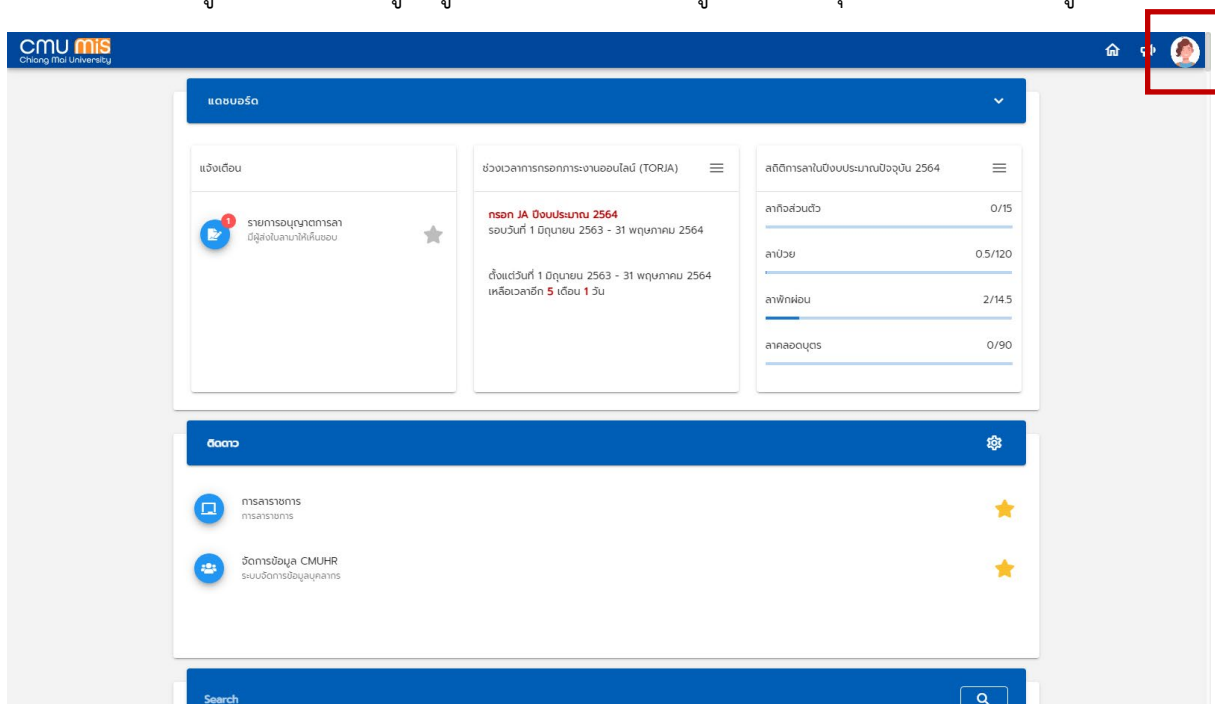 CMU MIS
Chiang Mai University
แดชบอร์ด
แจ้งเตือน
1
รายการอนุญาตการลา
มีผู้ส่งใบลามาให้เห็นชอบ
ช่วงเวลาการกรอกภาระงานออนไลน์ (TORJA)
กรอก JA ปีงบประมาณ 2564
รอบวันที่ 1 มิถุนายน 2563 - 31 พฤษภาคม 2564
ตั้งแต่วันที่ 1 มิถุนายน 2563 - 31 พฤษภาคม 2564
เหลือเวลาอีก 5 เดือน 1 วัน
สถิติการลาในปีงบประมาณปัจจุบัน 2564
ลากิจส่วนตัว 0/15
ลาป่วย 0.5/120
ลาพักผ่อน 2/14.5
ลาคลอดบุตร 0/90
ติดดาว
การลาราชการ
การลาราชการ
จัดการข้อมูล CMUHR
ระบบจัดการข้อมูลบุคลากร
Search